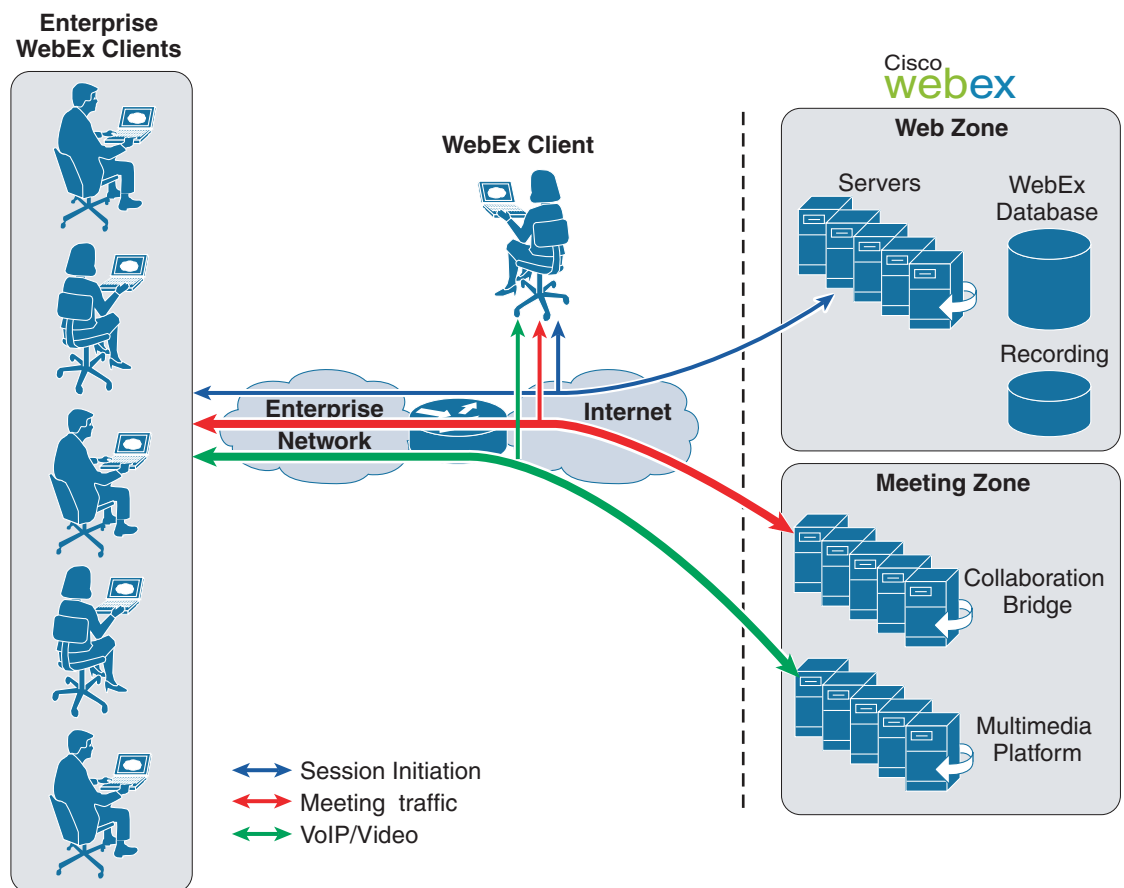 Enterprise
WebEx Clients
WebEx Client
Cisco
webex
Web Zone
Servers
WebEx
Database
Recording
Enterprise
Network
Internet
Meeting Zone
Collaboration
Bridge
Multimedia
Platform
Session Initiation
Meeting traffic
VoIP/Video